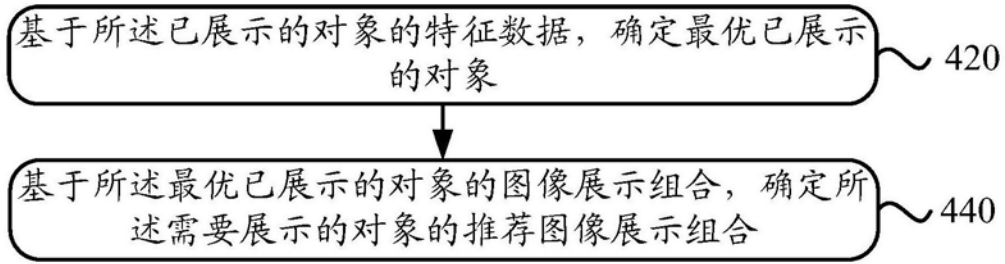 基于所述已展示的对象的特征数据，确定最优已展示
的对象
420
基于所述最优已展示的对象的图像展示组合，确定所
述需要展示的对象的推荐图像展示组合
440